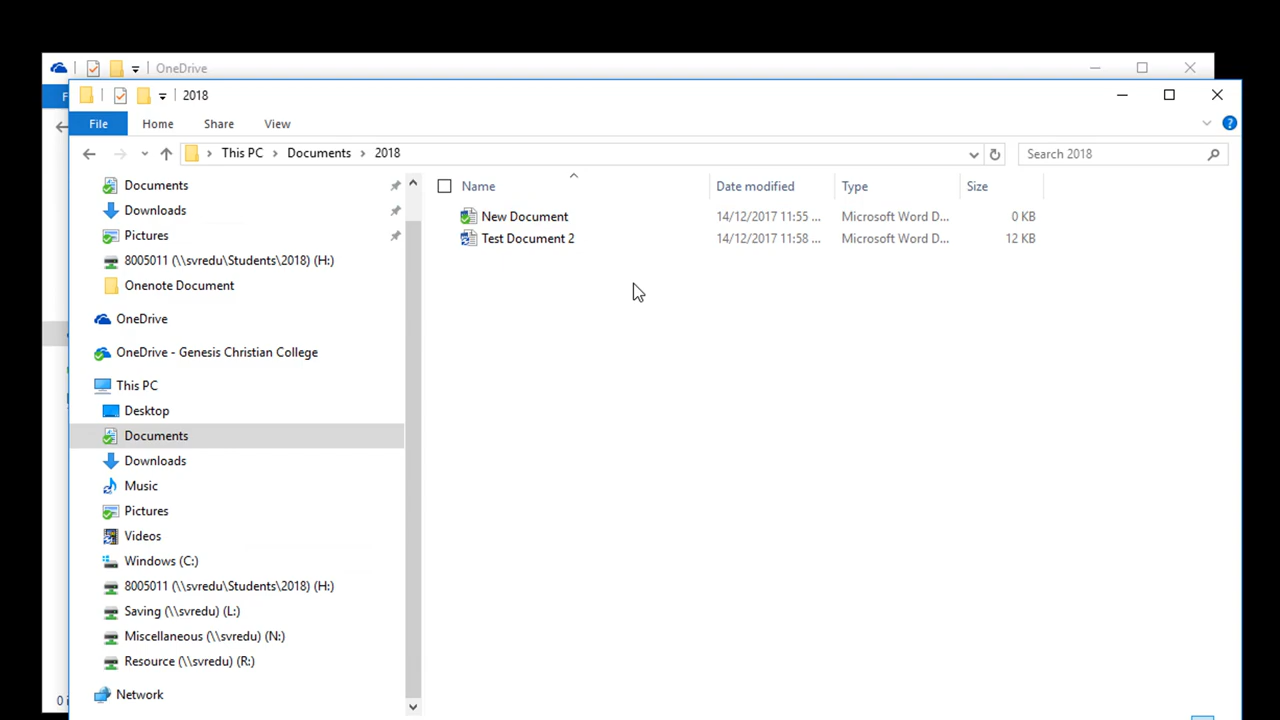 OneDrive
2018
File Home Share View
This PC > Documents > 2018
Search 2018
Documents
Downloads
Pictures
8005011 (\\svredu\Students\2018) (H:)
Onenote Document
OneDrive
OneDrive - Genesis Christian College
This PC
Desktop
Documents
Downloads
Music
Pictures
Videos
Windows (C:)
8005011 (\\svredu\Students\2018) (H:)
Saving (\\svredu) (L:)
Miscellaneous (\\svredu) (N:)
Resource (\\svredu) (R:)
Network
Name Date modified Type Size
New Document 14/12/2017 11:55 ... Microsoft Word D... 0 KB
Test Document 2 14/12/2017 11:58 ... Microsoft Word D... 12 KB